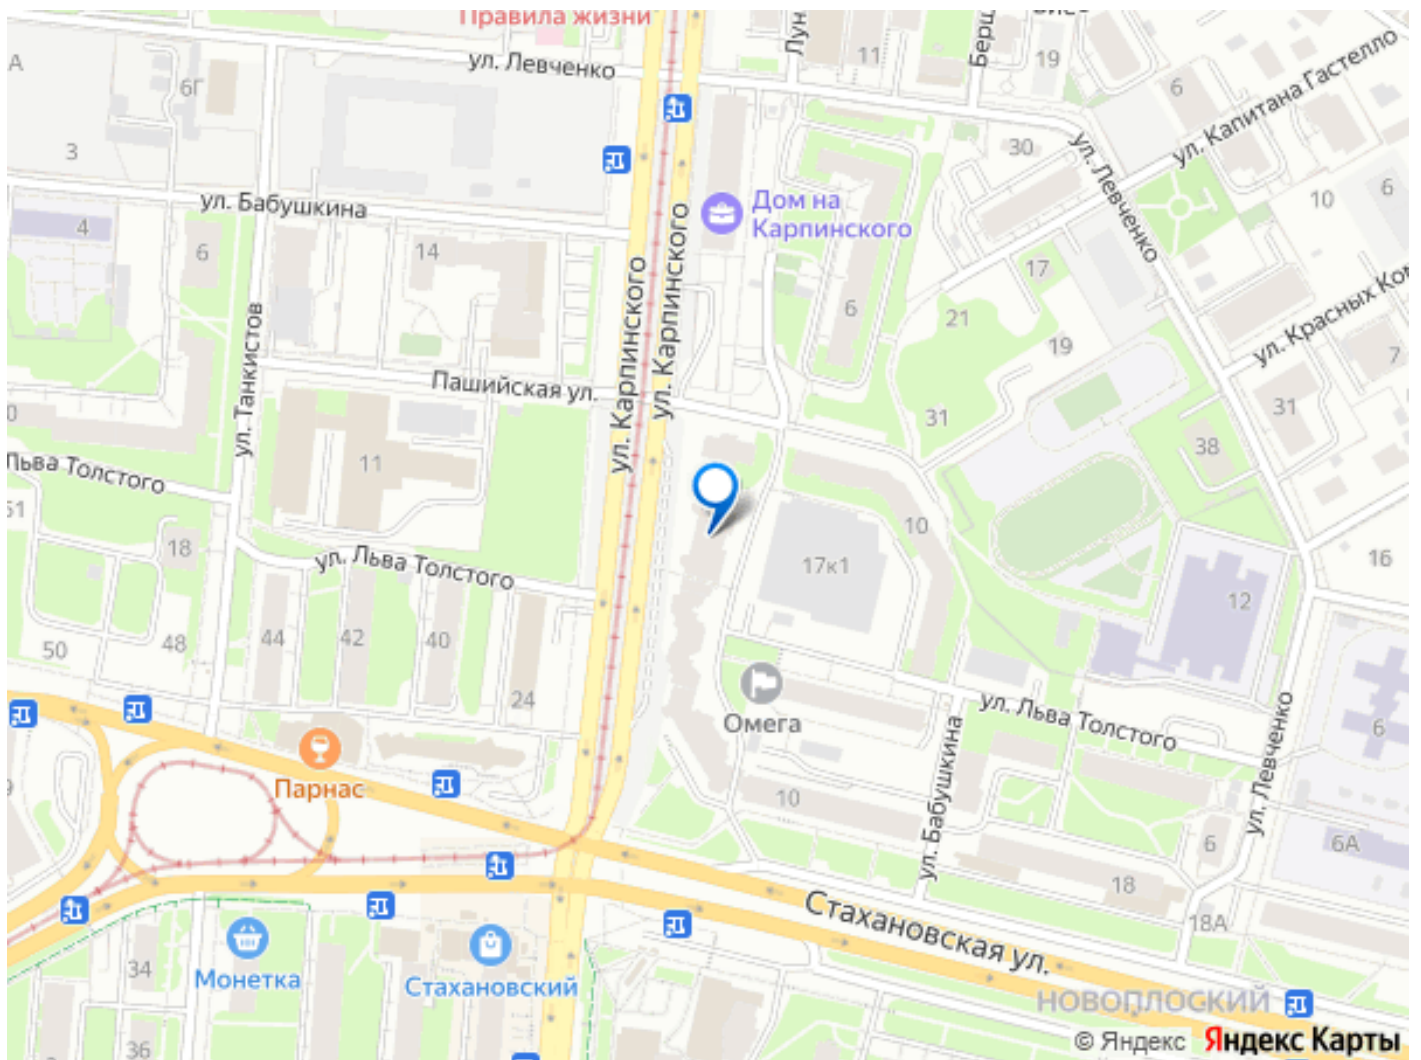 Правила жизни
ул. Левченко
11
19
6Г
6
ул. Капитана Гастелло
3
30
ул. Левченко
ул. Бабушкина
Дом на
Карпинского
10
6
4
6
14
17
ул. Карпинского
ул. Карпинского
21
6
19
ул. Танкистов
Пашийская ул.
7
31
31
38
11
Льва Толстого
10
18
ул. Льва Толстого
17к1
16
12
44
42
40
48
50
24
Омега
ул. Льва Толстого
6
ул. Левченко
ул. Бабушкина
Парнас
10
6
6А
18
18А
Стахановская ул.
34
Монетка
Стахановский
НОВОПЛОСКИЙ
36
© Яндекс Яндекс Карты